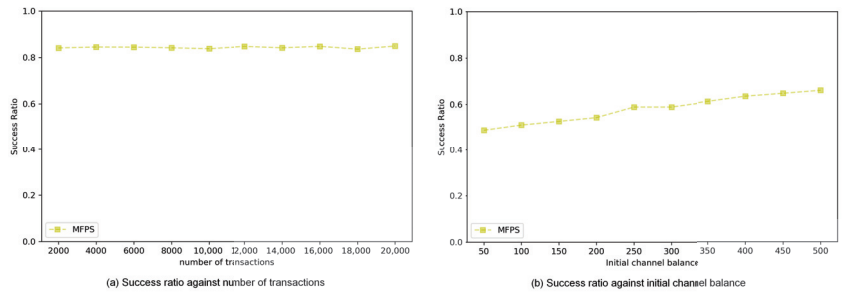 1.0
0.8
0.6
0.4
0.2
0.0
Success Ratio
MFPS
2000 4000 6000 8000 10,000 12,000 14,000 16,000 18,000 20,000
number of transactions
(a) Success ratio against number of transactions
1.0
0.8
0.6
0.4
0.2
0.0
Success Ratio
MFPS
50 100 150 200 250 300 350 400 450 500
Initial channel balance
(b) Success ratio against initial channel balance